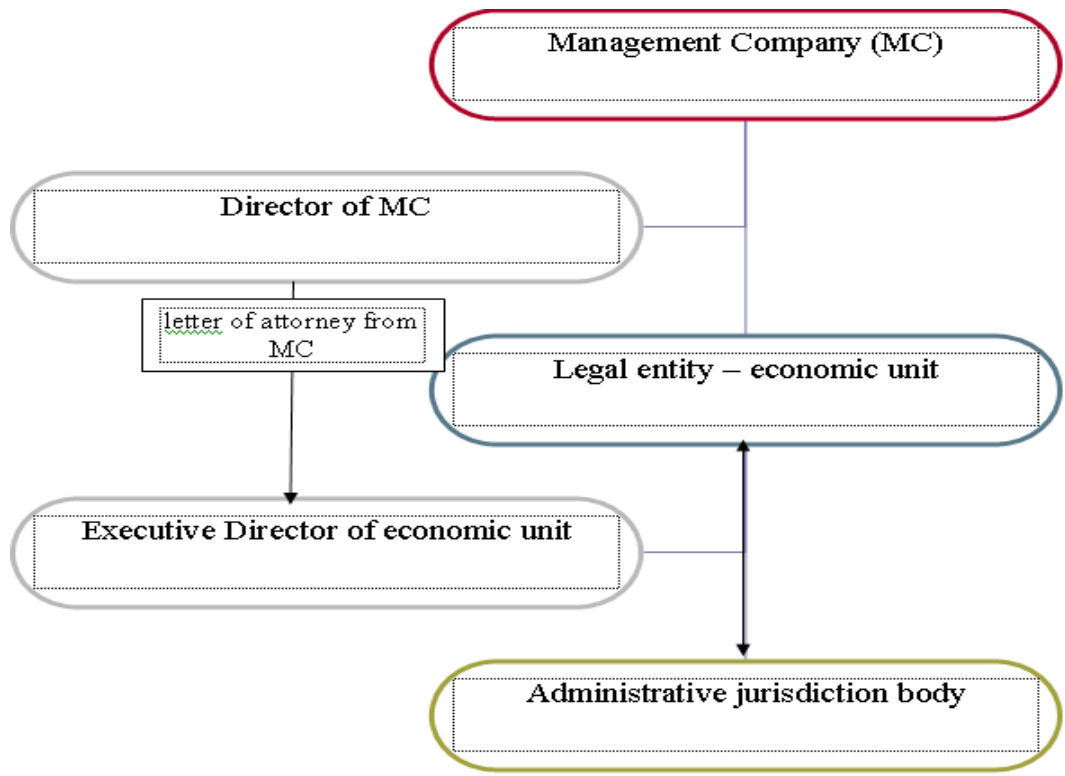 Management Company (MC)
Director of MC
letter of attorney from
MC
Legal entity – economic unit
Executive Director of economic unit
Administrative jurisdiction body